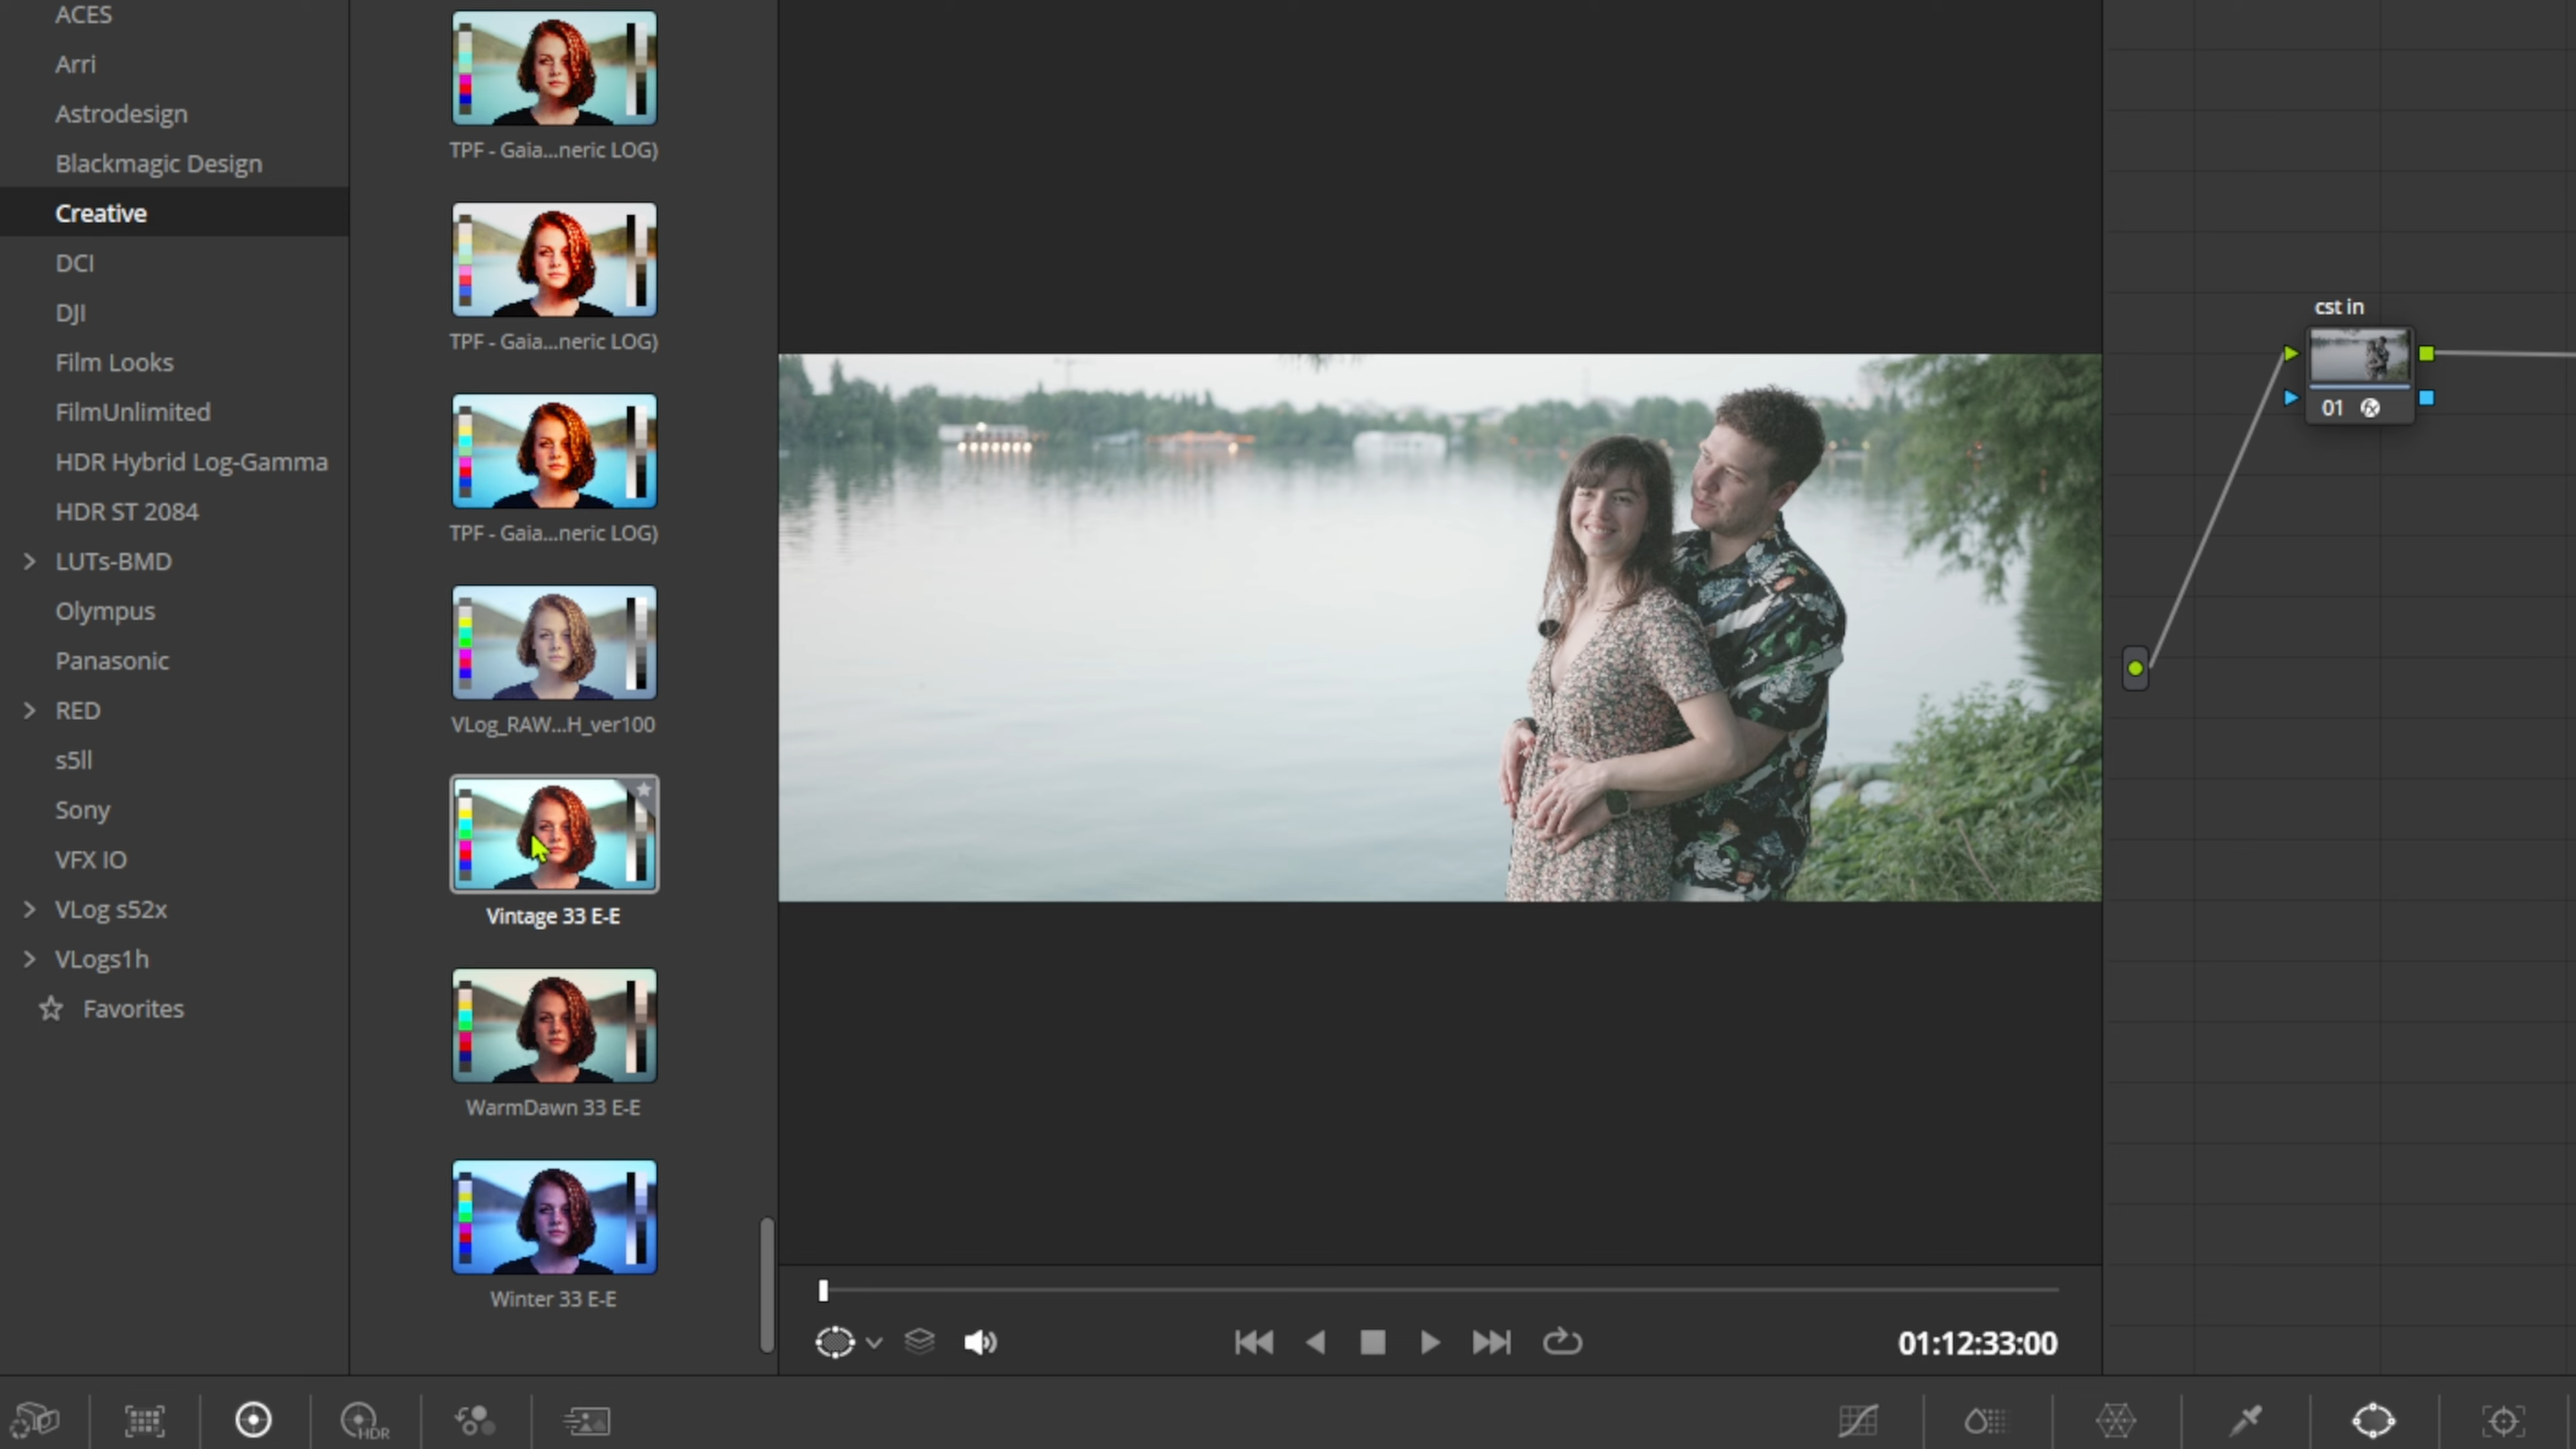 ACES
Arri
Astrodesign
Blackmagic Design
Creative
DCI
DJI
Film Looks
FilmUnlimited
HDR Hybrid Log-Gamma
HDR ST 2084
LUTs-BMD
Olympus
Panasonic
RED
s5ll
Sony
VFX IO
VLog s52x
VLogs1h
Favorites
TPF - Gaia...neric LOG)
TPF - Gaia...neric LOG)
TPF - Gaia...neric LOG)
VLog_RAW...H_ver100
Vintage 33 E-E
WarmDawn 33 E-E
Winter 33 E-E
cst in
01 fx
01:12:33:00
HDR